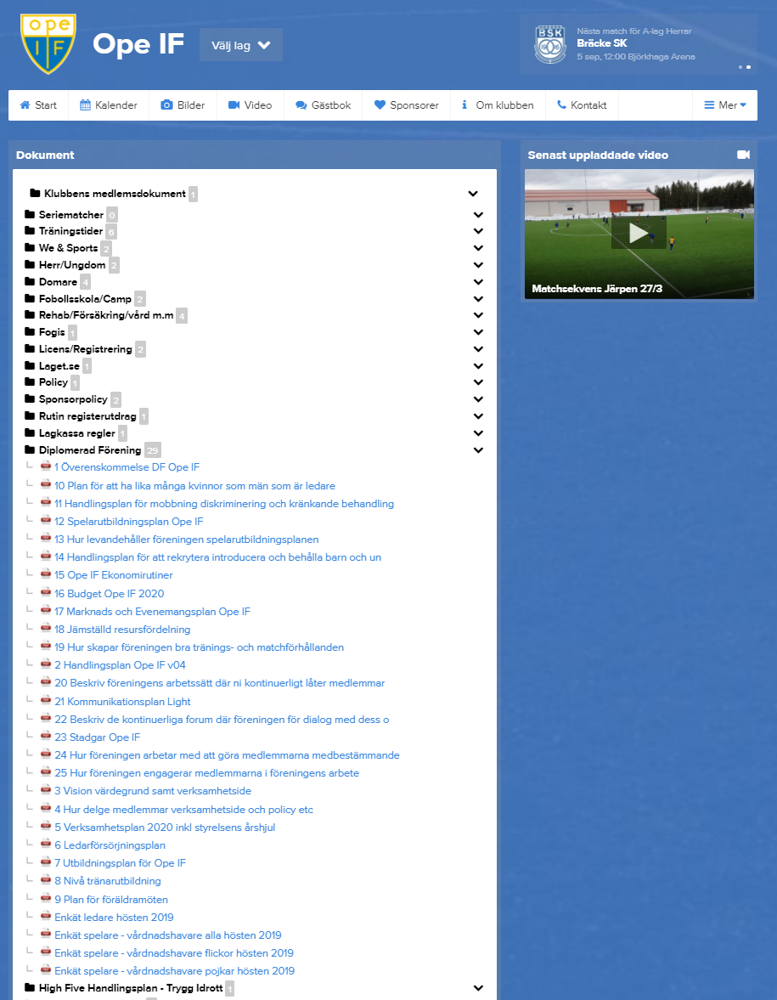 ope
IF
Ope IF
Välj lag
BSK
Nästa match för A-lag Herrar
Bräcke SK
5 sep, 12:00 Björkhaga Arena
Start
Kalender
Bilder
Video
Gästbok
Sponsorer
Om klubben
Kontakt
Mer
Dokument
Klubbens medlemsdokument 1
Seriematcher 0
Träningstider 6
We & Sports 2
Herr/Ungdom 2
Domare 4
Fobollsskola/Camp 2
Rehab/Försäkring/vård m.m 4
Fogis 1
Licens/Registrering 2
Laget.se 1
Policy 1
Sponsorpolicy 2
Rutin registerutdrag 1
Lagkassa regler 1
Diplomerad Förening 29
1 Överenskommelse DF Ope IF
10 Plan för att ha lika många kvinnor som män som är ledare
11 Handlingsplan för mobbning diskriminering och kränkande behandling
12 Spelarutbildningsplan Ope IF
13 Hur levandehåller föreningen spelarutbildningsplanen
14 Handlingsplan för att rekrytera introducera och behålla barn och un
15 Ope IF Ekonomirutiner
16 Budget Ope IF 2020
17 Marknads och Evenemangsplan Ope IF
18 Jämställd resursfördelning
19 Hur skapar föreningen bra tränings- och matchförhållanden
2 Handlingsplan Ope IF v04
20 Beskriv föreningens arbetssätt där ni kontinuerligt låter medlemmar
21 Kommunikationsplan Light
22 Beskriv de kontinuerliga forum där föreningen för dialog med dess o
23 Stadgar Ope IF
24 Hur föreningen arbetar med att göra medlemmarna medbestämmande
25 Hur föreningen engagerar medlemmarna i föreningens arbete
3 Vision värdegrund samt verksamhetside
4 Hur delge medlemmar verksamhetside och policy etc
5 Verksamhetsplan 2020 inkl styrelsens årshjul
6 Ledarförsörjningsplan
7 Utbildningsplan för Ope IF
8 Nivå tränarutbildning
9 Plan för föräldramöten
Enkät ledare hösten 2019
Enkät spelare - vårdnadshavare alla hösten 2019
Enkät spelare - vårdnadshavare flickor hösten 2019
Enkät spelare - vårdnadshavare pojkar hösten 2019
High Five Handlingsplan - Trygg Idrott 1
Senast uppladdade video
Matchsekvens Järpen 27/3